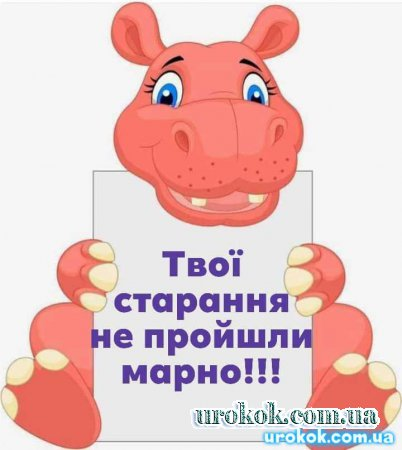 Твої
старання
не пройшли
марно!!!
urokok.com.ua
urokok.com.ua